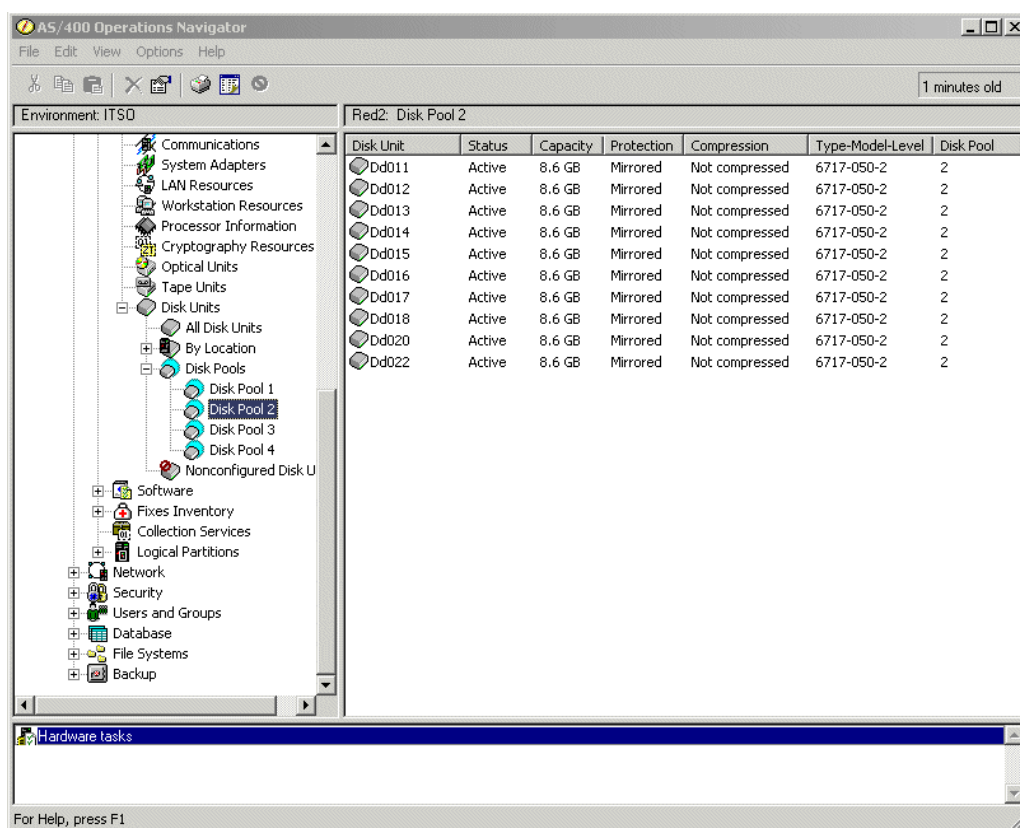 AS/400 Operations Navigator
File Edit View Options Help
1 minutes old
Environment: ITSO
Red2: Disk Pool 2
Communications
System Adapters
LAN Resources
Workstation Resources
Processor Information
Cryptography Resources
Optical Units
Tape Units
Disk Units
All Disk Units
By Location
Disk Pools
Disk Pool 1
Disk Pool 2
Disk Pool 3
Disk Pool 4
Nonconfigured Disk U
Software
Fixes Inventory
Collection Services
Logical Partitions
Network
Security
Users and Groups
Database
File Systems
Backup
Disk Unit Status Capacity Protection Compression Type-Model-Level Disk Pool
Dd011 Active 8.6 GB Mirrored Not compressed 6717-050-2 2
Dd012 Active 8.6 GB Mirrored Not compressed 6717-050-2 2
Dd013 Active 8.6 GB Mirrored Not compressed 6717-050-2 2
Dd014 Active 8.6 GB Mirrored Not compressed 6717-050-2 2
Dd015 Active 8.6 GB Mirrored Not compressed 6717-050-2 2
Dd016 Active 8.6 GB Mirrored Not compressed 6717-050-2 2
Dd017 Active 8.6 GB Mirrored Not compressed 6717-050-2 2
Dd018 Active 8.6 GB Mirrored Not compressed 6717-050-2 2
Dd020 Active 8.6 GB Mirrored Not compressed 6717-050-2 2
Dd022 Active 8.6 GB Mirrored Not compressed 6717-050-2 2
Hardware tasks
For Help, press F1